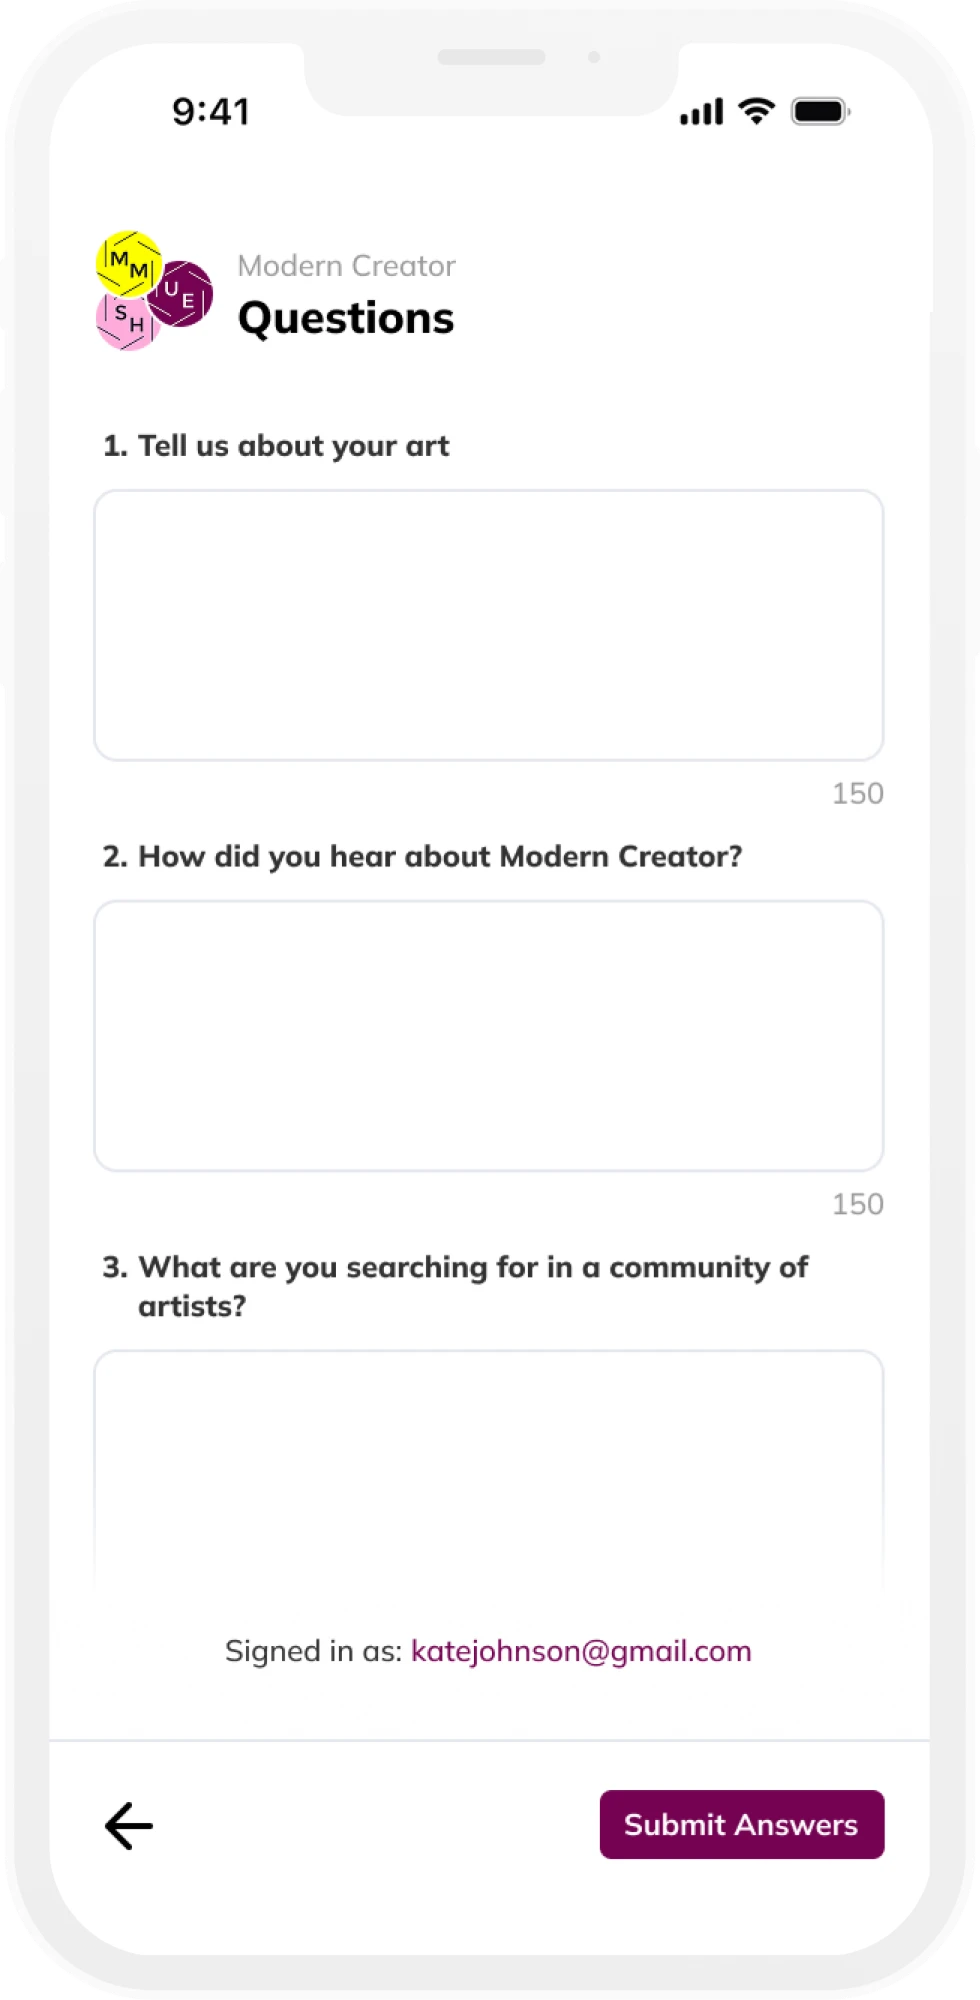 9:41
M
M
U
E
S
H
Modern Creator
Questions
1. Tell us about your art
150
2. How did you hear about Modern Creator?
150
3. What are you searching for in a community of
artists?
Signed in as: katejohnson@gmail.com
Submit Answers